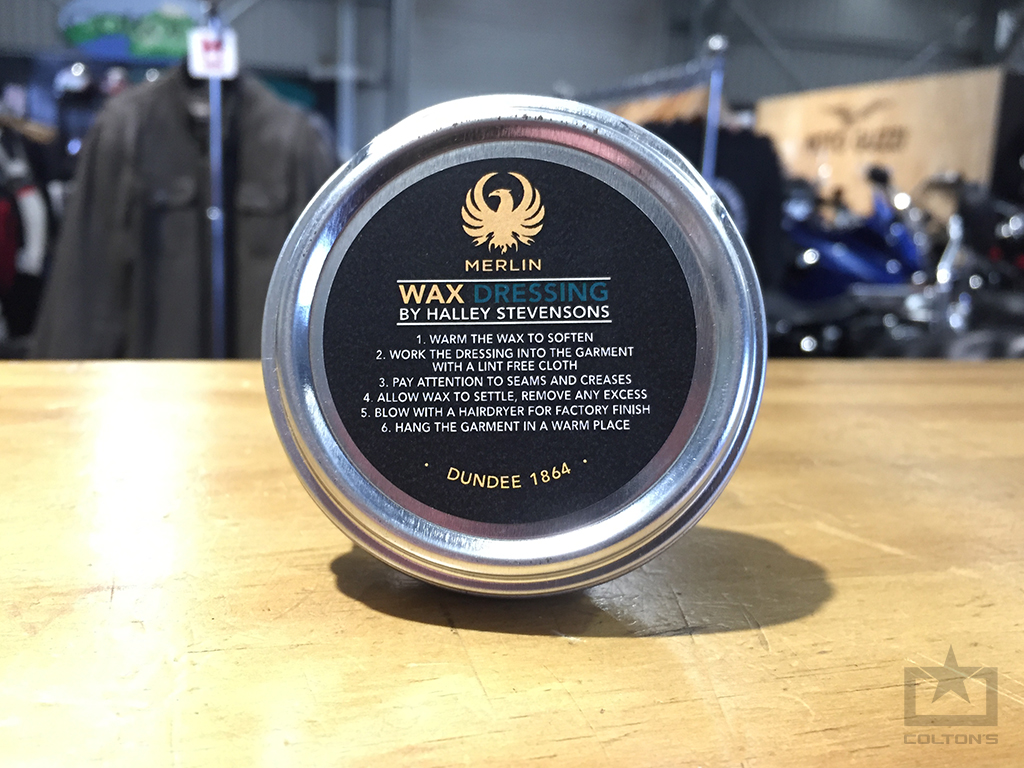 MERLIN
WAX DRESSING
BY HALLEY STEVENSONS
1. WARM THE WAX TO SOFTEN
2. WORK THE DRESSING INTO THE GARMENT
WITH A LINT FREE CLOTH
3. PAY ATTENTION TO SEAMS AND CREASES
4. ALLOW WAX TO SETTLE, REMOVE ANY EXCESS
5. BLOW WITH A HAIRDRYER FOR FACTORY FINISH
6. HANG THE GARMENT IN A WARM PLACE
· DUNDEE 1864 ·
COLTON'S